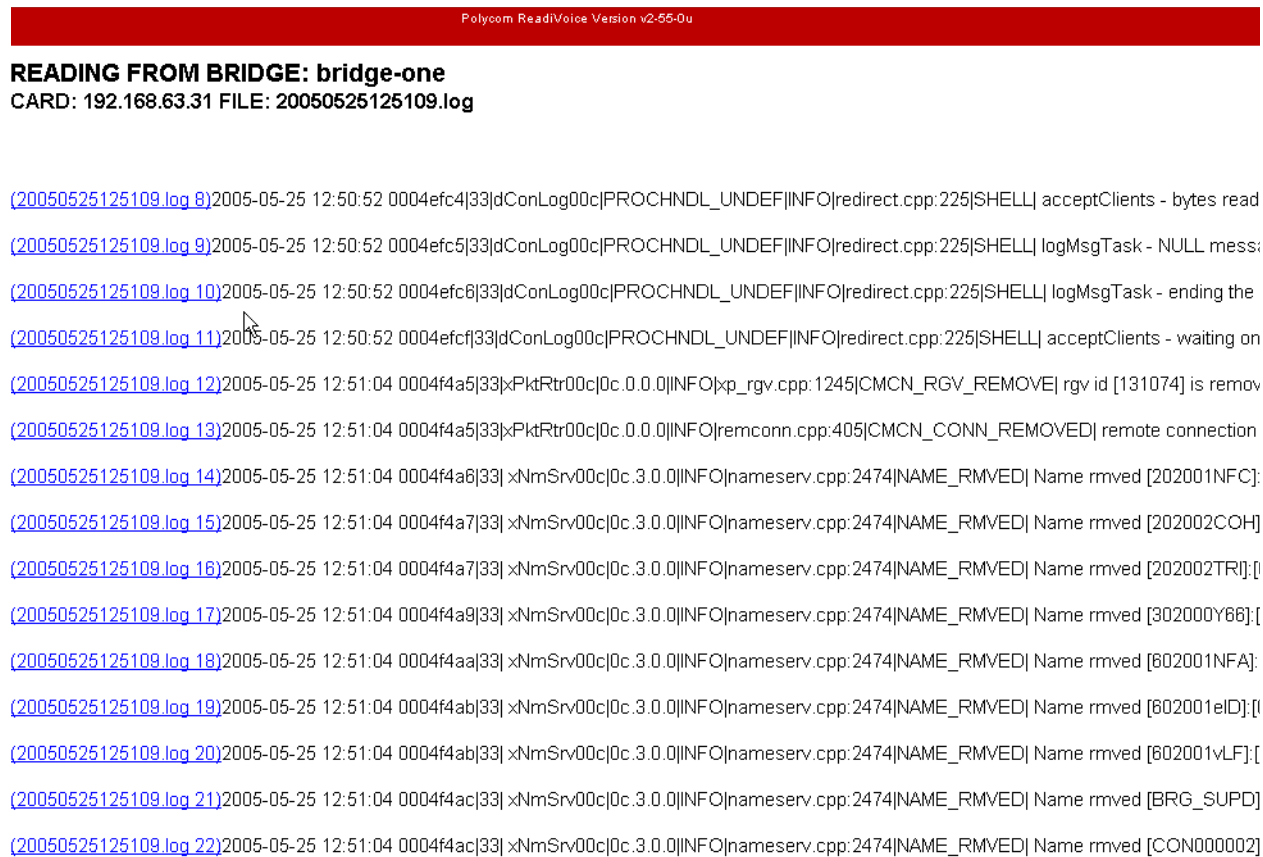 Polycom ReadiVoice Version v2-55-0u
READING FROM BRIDGE: bridge-one
CARD: 192.168.63.31 FILE: 20050525125109.log
(20050525125109.log 8)2005-05-25 12:50:52 0004efc4|33|dConLog00c|PROCHNDL_UNDEF|INFO|redirect.cpp:225|SHELL| acceptClients - bytes read
(20050525125109.log 9)2005-05-25 12:50:52 0004efc5|33|dConLog00c|PROCHNDL_UNDEF|INFO|redirect.cpp:225|SHELL| logMsgTask - NULL messa
(20050525125109.log 10)2005-05-25 12:50:52 0004efc6|33|dConLog00c|PROCHNDL_UNDEF|INFO|redirect.cpp:225|SHELL| logMsgTask - ending the
(20050525125109.log 11)2005-05-25 12:50:52 0004efcf|33|dConLog00c|PROCHNDL_UNDEF|INFO|redirect.cpp:225|SHELL| acceptClients - waiting on
(20050525125109.log 12)2005-05-25 12:51:04 0004f4a5|33|xPktRtr00c|0c.0.0.0|INFO|xp_rgv.cpp:1245|CMCN_RGV_REMOVE| rgv id [131074] is remov
(20050525125109.log 13)2005-05-25 12:51:04 0004f4a5|33|xPktRtr00c|0c.0.0.0|INFO|remconn.cpp:405|CMCN_CONN_REMOVED| remote connection
(20050525125109.log 14)2005-05-25 12:51:04 0004f4a6|33| xNmSrv00c|0c.3.0.0|INFO|nameserv.cpp:2474|NAME_RMVED| Name rmved [202001NFC]:
(20050525125109.log 15)2005-05-25 12:51:04 0004f4a7|33| xNmSrv00c|0c.3.0.0|INFO|nameserv.cpp:2474|NAME_RMVED| Name rmved [202002COH]
(20050525125109.log 16)2005-05-25 12:51:04 0004f4a7|33| xNmSrv00c|0c.3.0.0|INFO|nameserv.cpp:2474|NAME_RMVED| Name rmved [202002TRI]:[
(20050525125109.log 17)2005-05-25 12:51:04 0004f4a9|33| xNmSrv00c|0c.3.0.0|INFO|nameserv.cpp:2474|NAME_RMVED| Name rmved [302000Y66]:[
(20050525125109.log 18)2005-05-25 12:51:04 0004f4aa|33| xNmSrv00c|0c.3.0.0|INFO|nameserv.cpp:2474|NAME_RMVED| Name rmved [602001NFA]:
(20050525125109.log 19)2005-05-25 12:51:04 0004f4ab|33| xNmSrv00c|0c.3.0.0|INFO|nameserv.cpp:2474|NAME_RMVED| Name rmved [602001eID]:[
(20050525125109.log 20)2005-05-25 12:51:04 0004f4ab|33| xNmSrv00c|0c.3.0.0|INFO|nameserv.cpp:2474|NAME_RMVED| Name rmved [602001vLF]:[
(20050525125109.log 21)2005-05-25 12:51:04 0004f4ac|33| xNmSrv00c|0c.3.0.0|INFO|nameserv.cpp:2474|NAME_RMVED| Name rmved [BRG_SUPD]
(20050525125109.log 22)2005-05-25 12:51:04 0004f4ac|33| xNmSrv00c|0c.3.0.0|INFO|nameserv.cpp:2474|NAME_RMVED| Name rmved [CON000002]